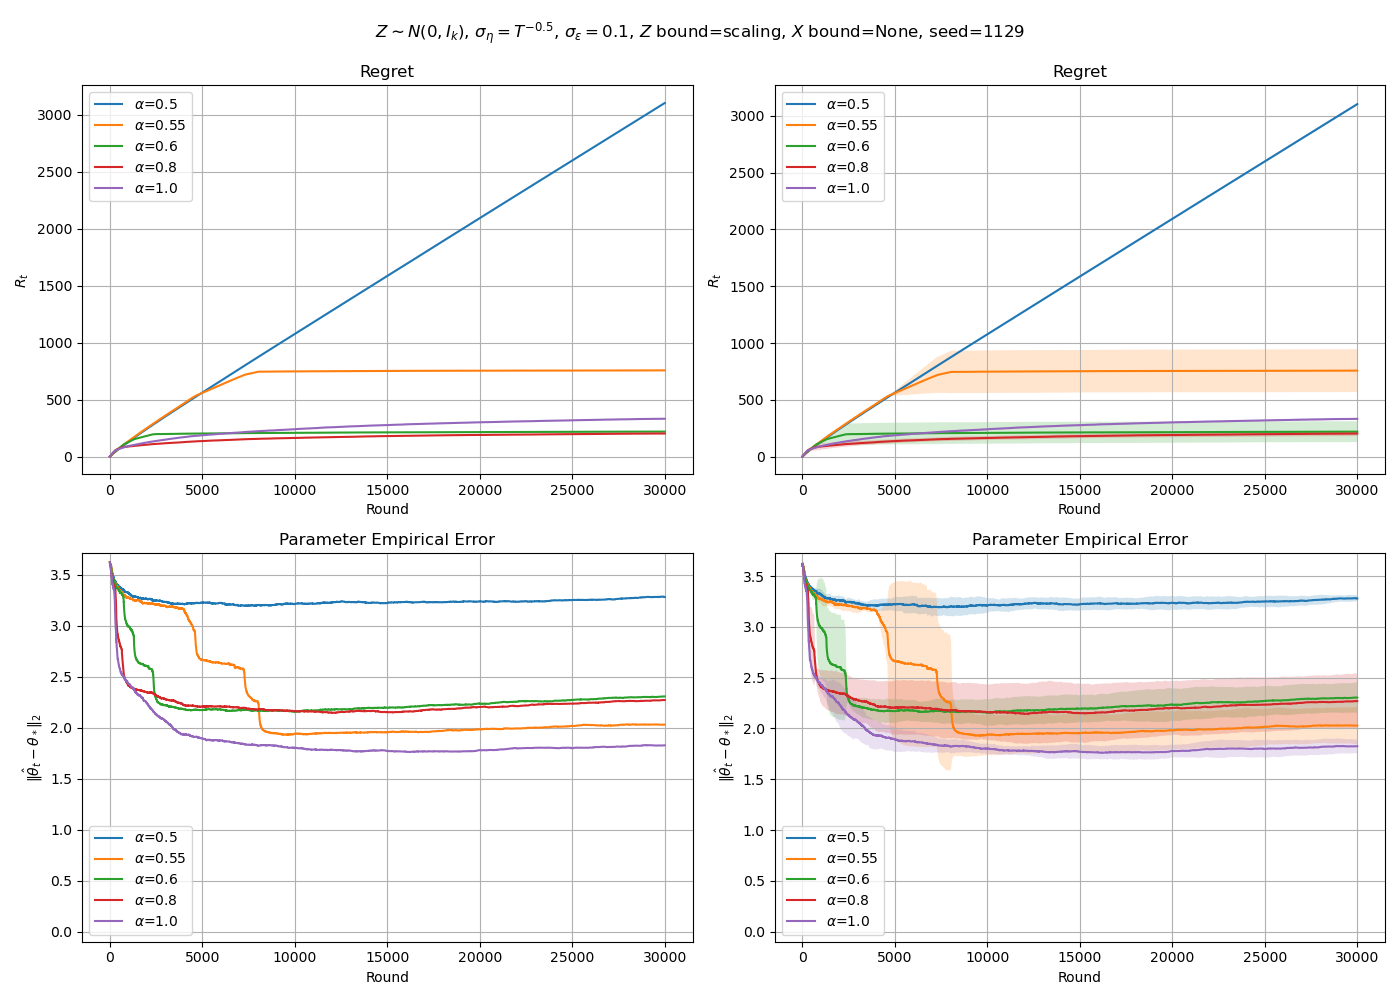 Z ∼ N(0, I_k), σ_η = T^{−0.5}, σ_ε = 0.1, Z bound=scaling, X bound=None, seed=1129
Regret
R_t
3000
2500
2000
1500
1000
500
0
α=0.5
α=0.55
α=0.6
α=0.8
α=1.0
0 5000 10000 15000 20000 25000 30000
Round
Regret
R_t
3000
2500
2000
1500
1000
500
0
α=0.5
α=0.55
α=0.6
α=0.8
α=1.0
0 5000 10000 15000 20000 25000 30000
Round
Parameter Empirical Error
‖θ̂_t − θ_*‖_2
3.5
3.0
2.5
2.0
1.5
1.0
0.5
0.0
α=0.5
α=0.55
α=0.6
α=0.8
α=1.0
0 5000 10000 15000 20000 25000 30000
Round
Parameter Empirical Error
‖θ̂_t − θ_*‖_2
3.5
3.0
2.5
2.0
1.5
1.0
0.5
0.0
α=0.5
α=0.55
α=0.6
α=0.8
α=1.0
0 5000 10000 15000 20000 25000 30000
Round